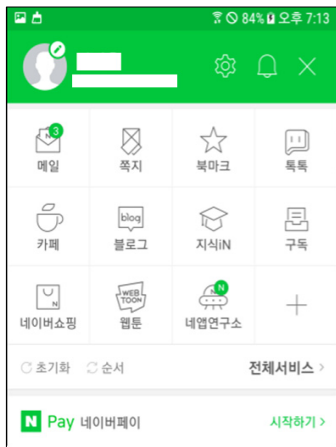 84% 오후 7:13
3
메일 쪽지 북마크 톡톡
blog
카페 블로그 지식iN 구독
N WEB TOON N
네이버쇼핑 웹툰 네앱연구소
초기화 순서 전체서비스 >
N Pay 네이버페이 시작하기 >